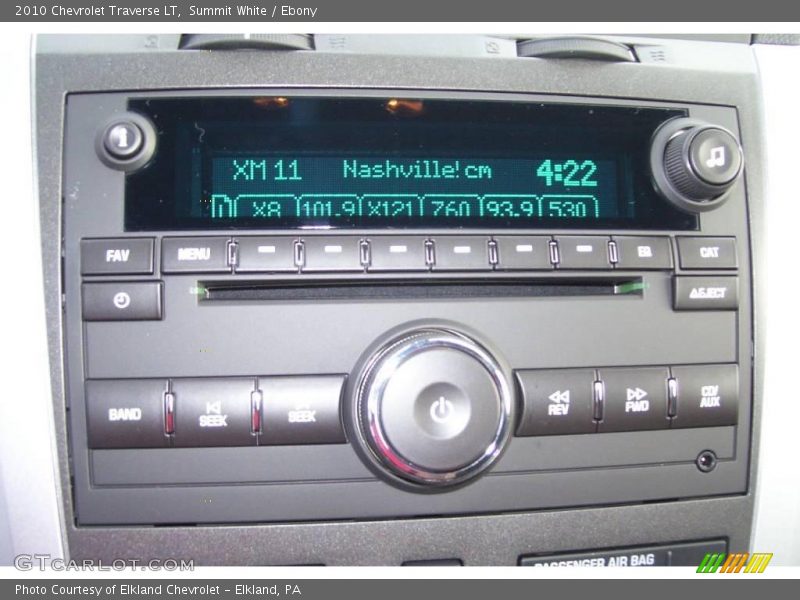 2010 Chevrolet Traverse LT, Summit White / Ebony
i
XM 11 Nashville!cm 4:22
X8 101.9 X121 760 93.9 530
FAV MENU EQ CAT
EJECT
BAND SEEK SEEK REV FWD CD/AUX
PASSENGER AIR BAG
GTcarlot.com
Photo Courtesy of Elkland Chevrolet - Elkland, PA